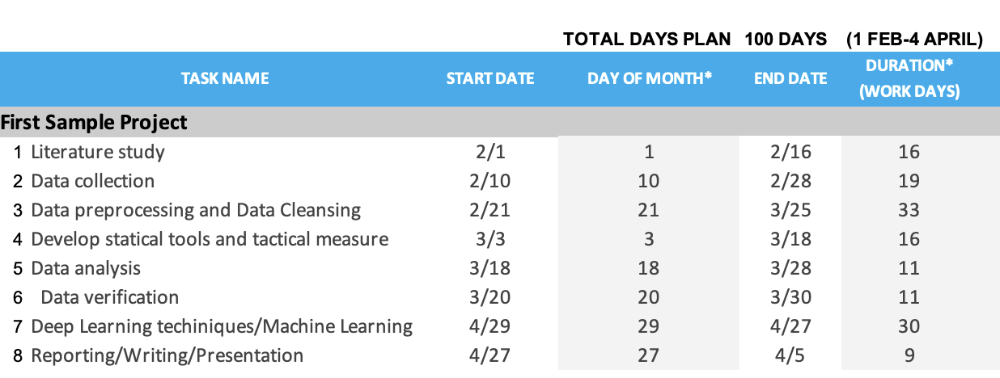 TOTAL DAYS PLAN 100 DAYS (1 FEB-4 APRIL)
TASK NAME START DATE DAY OF MONTH* END DATE DURATION* (WORK DAYS)
First Sample Project
1 Literature study 2/1 1 2/16 16
2 Data collection 2/10 10 2/28 19
3 Data preprocessing and Data Cleansing 2/21 21 3/25 33
4 Develop statical tools and tactical measure 3/3 3 3/18 16
5 Data analysis 3/18 18 3/28 11
6 Data verification 3/20 20 3/30 11
7 Deep Learning techiniques/Machine Learning 4/29 29 4/27 30
8 Reporting/Writing/Presentation 4/27 27 4/5 9